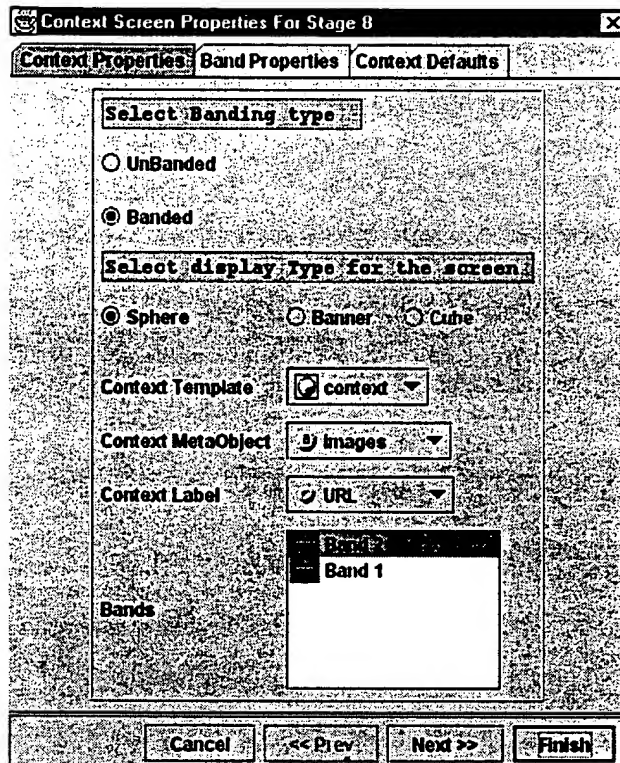 Context Screen Properties For Stage 8
Context Properties Band Properties Context Defaults
Select Banding type
UnBanded
Banded
Select display Type for the screen
Sphere Banner Cube
Context Template context
Context MetaObject Images
Context Label URL
Band 2
Band 1
Bands
Cancel << Prev Next >> Finish